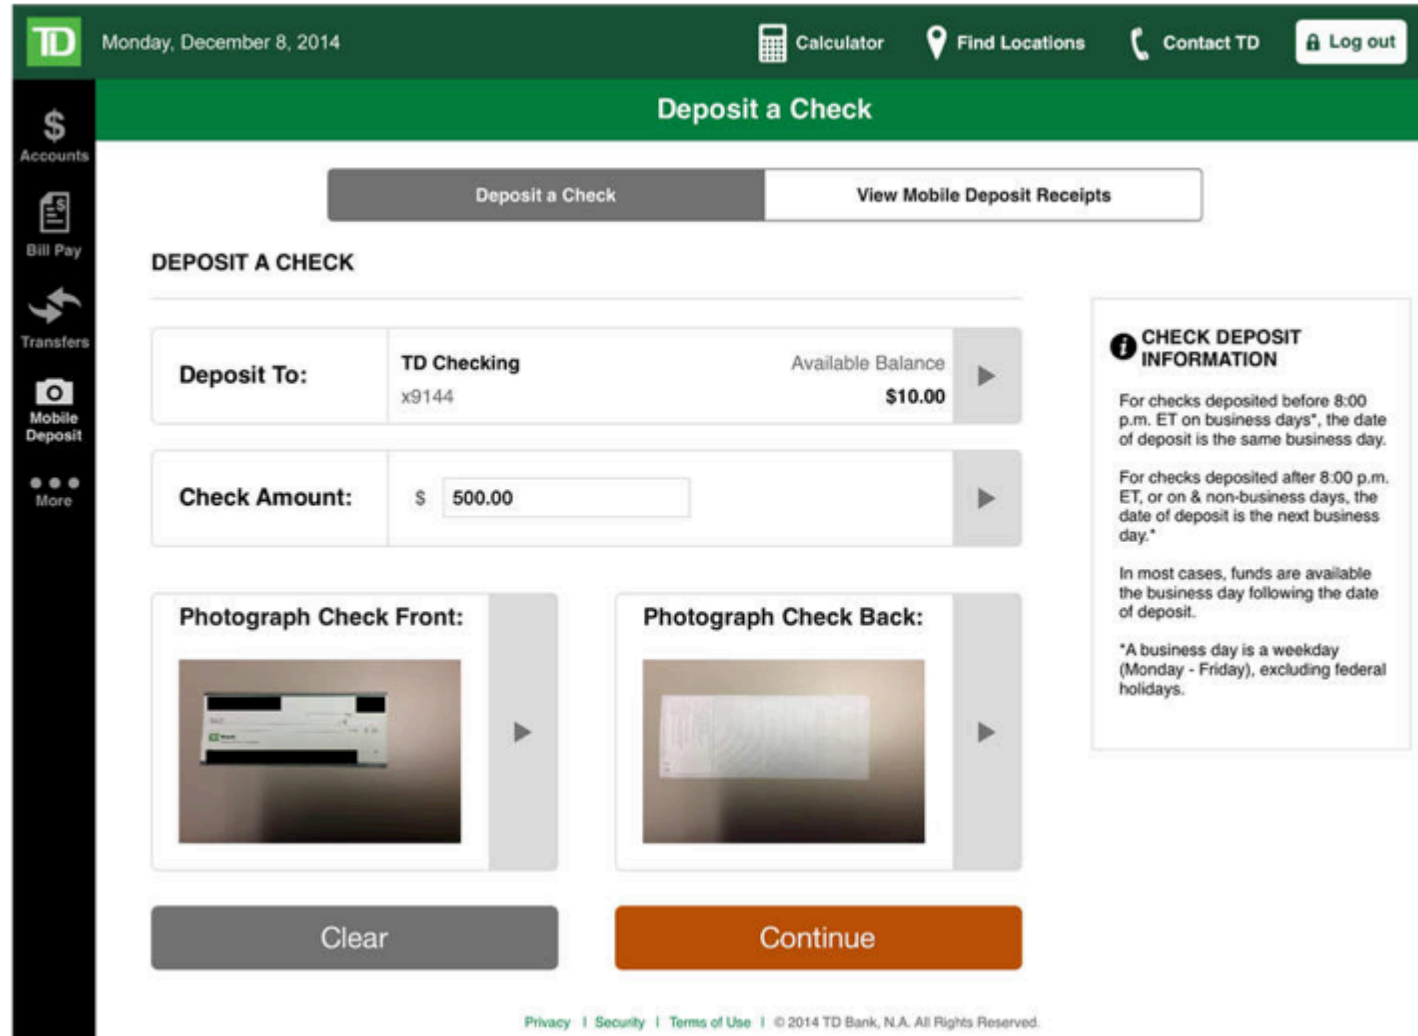 TD
Monday, December 8, 2014
Calculator
Find Locations
Contact TD
Log out
Deposit a Check
$
Accounts
Bill Pay
Transfers
Mobile
Deposit
More
Deposit a Check
View Mobile Deposit Receipts
DEPOSIT A CHECK
Deposit To:
TD Checking
x9144
Available Balance
$10.00
Check Amount:
$ 500.00
Photograph Check Front:
Photograph Check Back:
Clear
Continue
CHECK DEPOSIT
INFORMATION
For checks deposited before 8:00
p.m. ET on business days*, the date
of deposit is the same business day.
For checks deposited after 8:00 p.m.
ET, or on & non-business days, the
date of deposit is the next business
day.*
In most cases, funds are available
the business day following the date
of deposit.
*A business day is a weekday
(Monday - Friday), excluding federal
holidays.
Privacy | Security | Terms of Use | © 2014 TD Bank, N.A. All Rights Reserved.